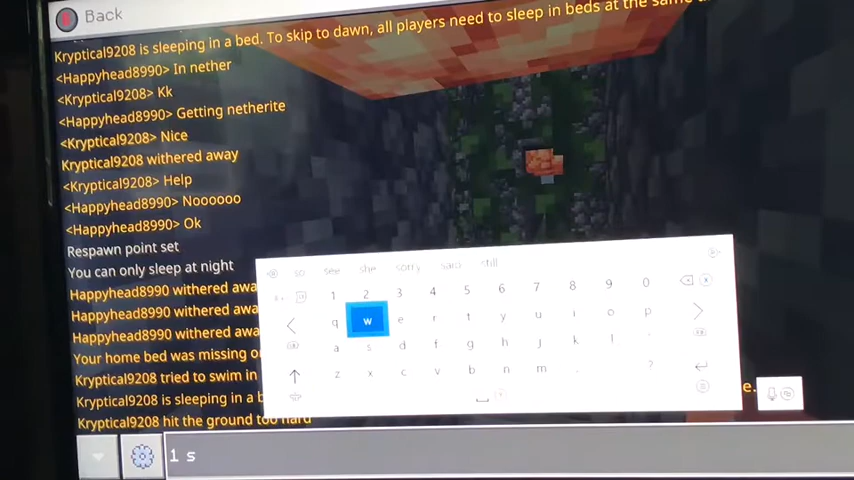 B Back
Kryptical9208 is sleeping in a bed. To skip to dawn, all players need to sleep in beds at the same
<Happyhead8990> In nether
<Kryptical9208> Kk
<Happyhead8990> Getting netherite
<Kryptical9208> Nice
Kryptical9208 withered away
<Kryptical9208> Help
<Happyhead8990> Noooooo
<Happyhead8990> Ok
Respawn point set
You can only sleep at night
Happyhead8990 withered awa
Happyhead8990 withered awa
Happyhead8990 withered awa
Your home bed was missing o
Kryptical9208 tried to swim in
Kryptical9208 is sleeping in a b
e.
Kryptical9208 hit the ground too hard
so see she sorry sara still
1 2 3 4 5 6 7 8 9 0
q w e r t y u i o p
a s d f g h j k l '
z x c v b n m . ?
1 s